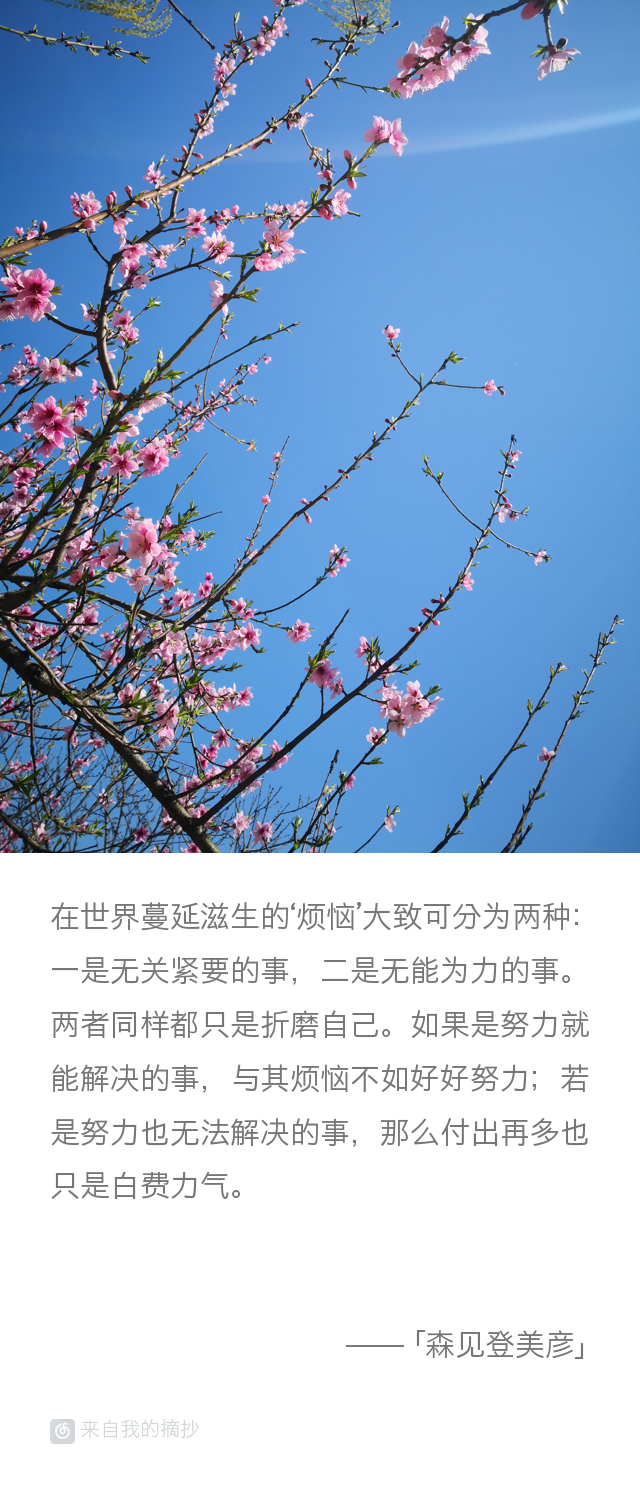 在世界蔓延滋生的‘烦恼’大致可分为两种：
一是无关紧要的事，二是无能为力的事。
两者同样都只是折磨自己。如果是努力就
能解决的事，与其烦恼不如好好努力；若
是努力也无法解决的事，那么付出再多也
只是白费力气。
——「森见登美彦」
来自我的摘抄